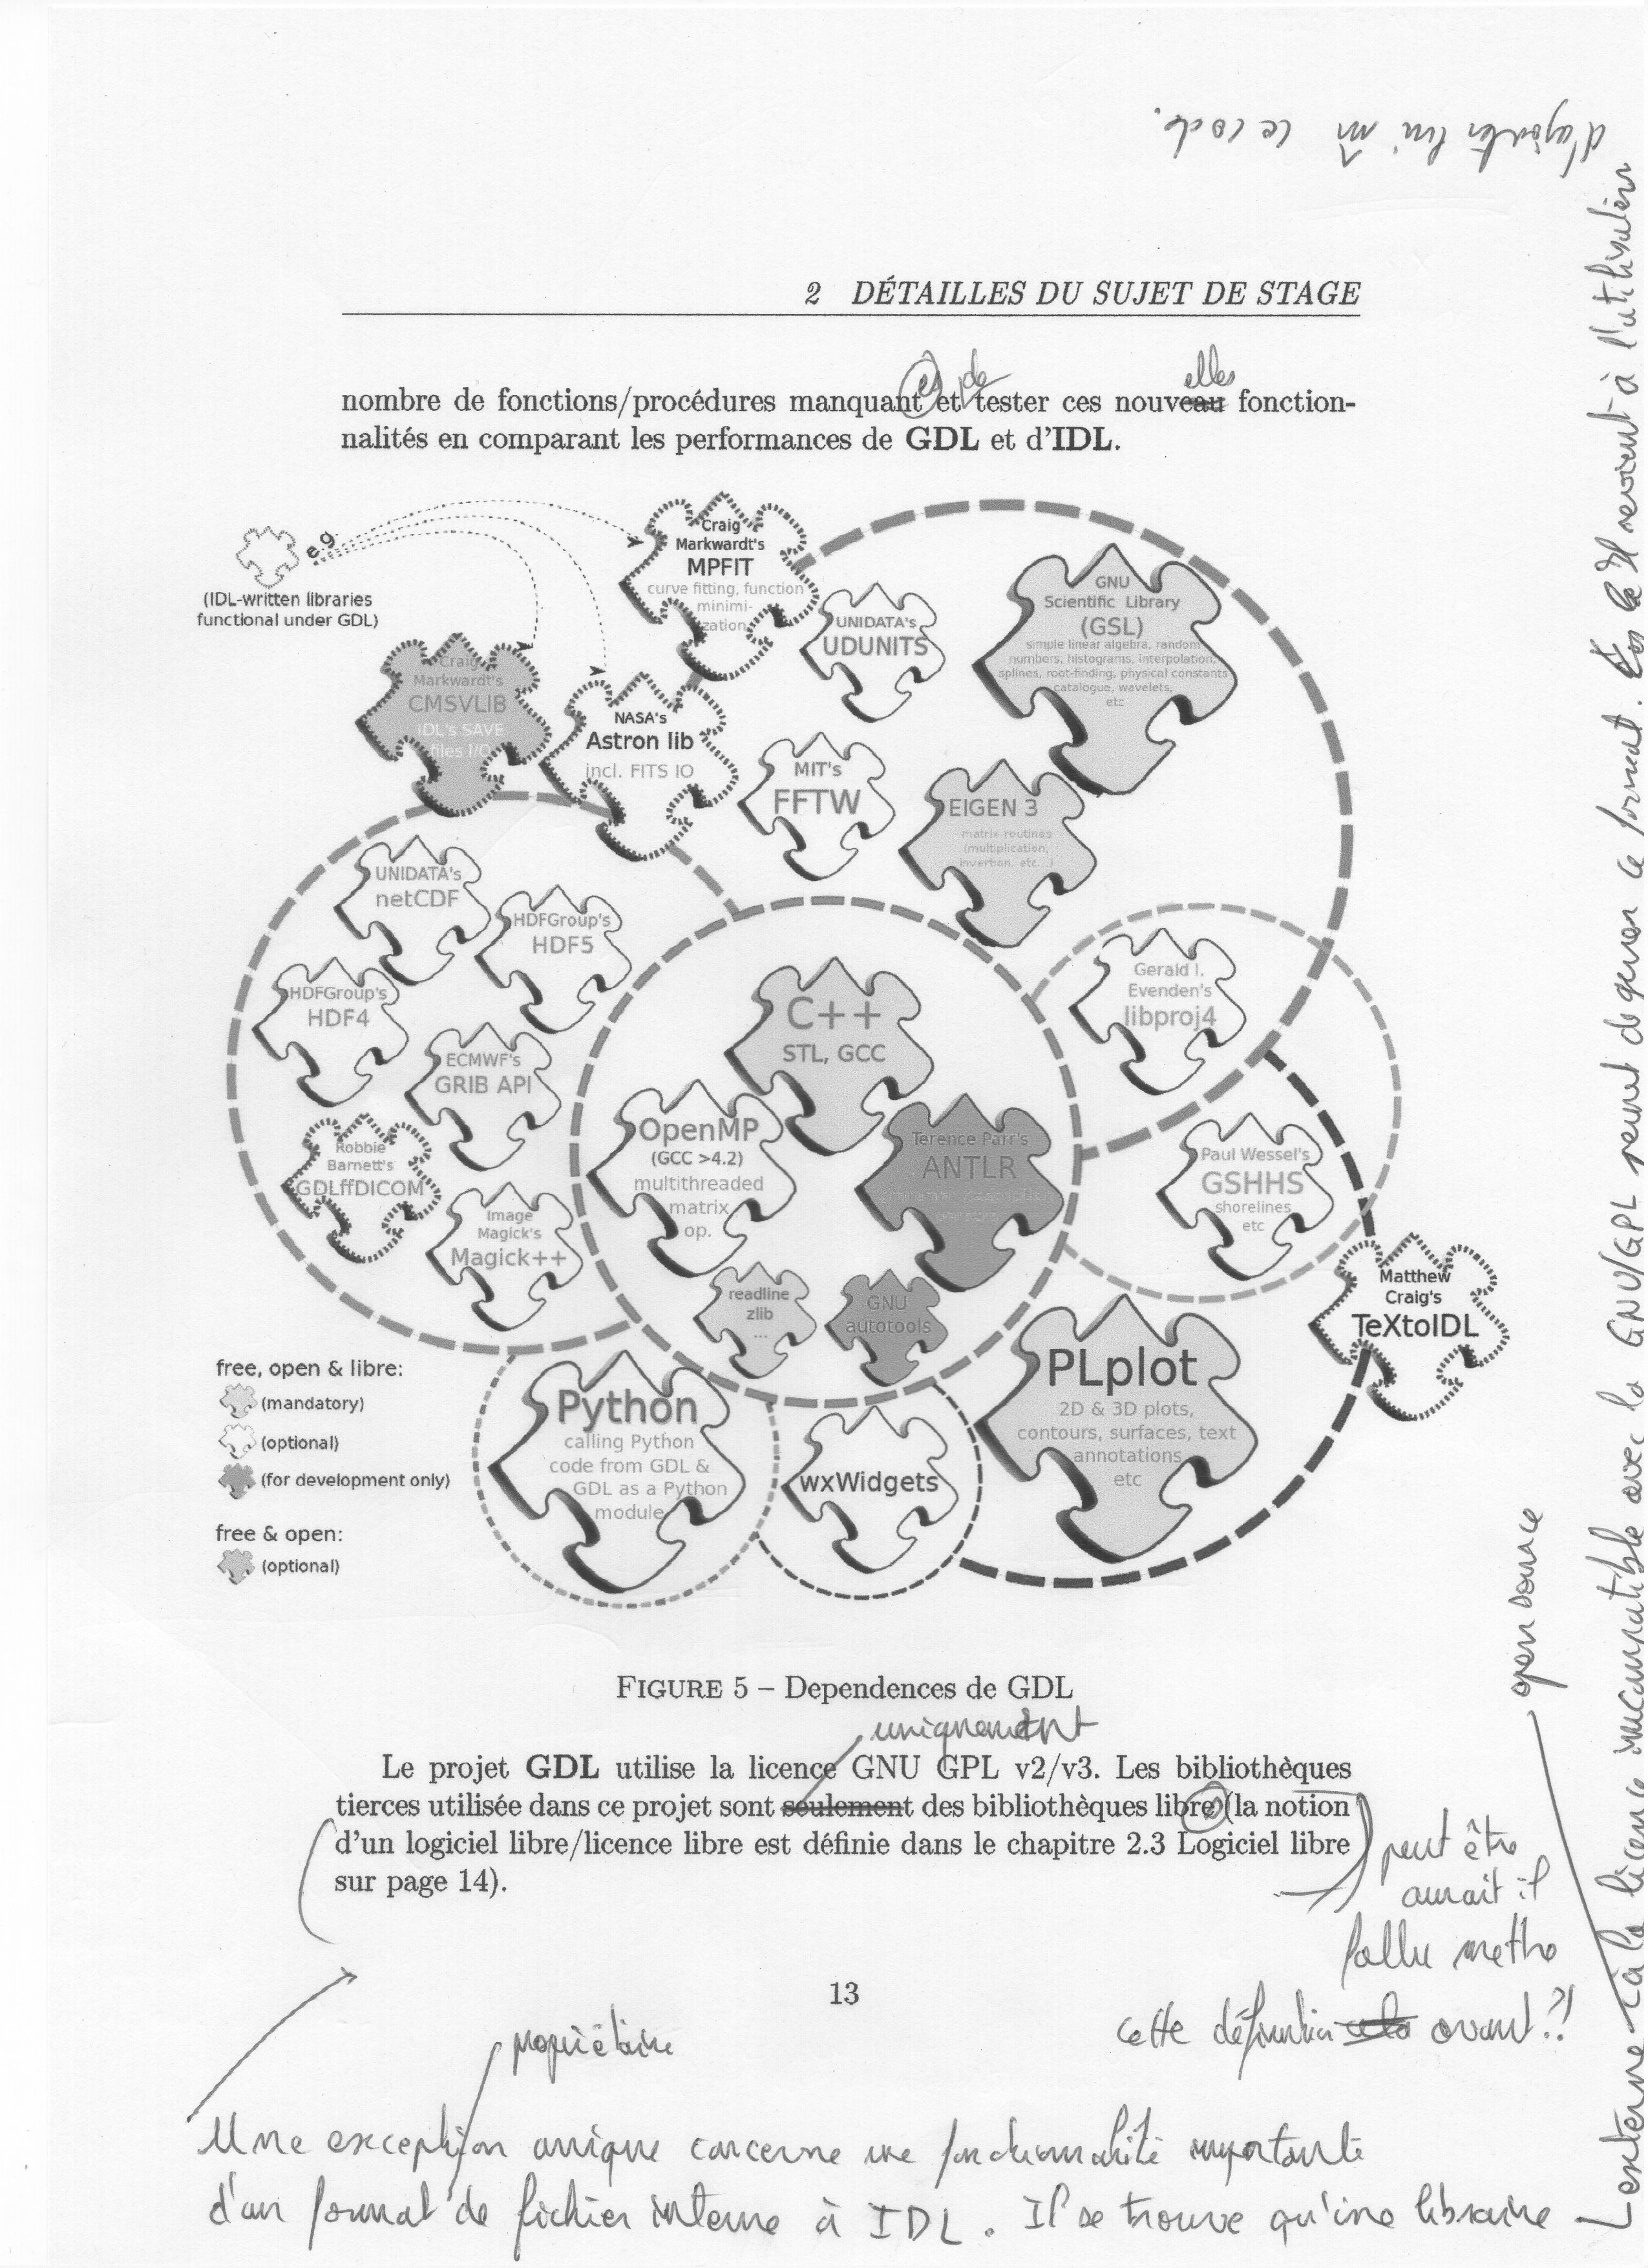 d'ajouter lui m̂ ce code.
2 DÉTAILLES DU SUJET DE STAGE
es de elles
nombre de fonctions/procédures manquant et tester ces nouveau fonction-
nalités en comparant les performances de GDL et d'IDL.
e.g.
(IDL-written libraries
functional under GDL)
Craig
Markwardt's
MPFIT
curve fitting, function
minimi-
zation
UNIDATA's
UDUNITS
GNU
Scientific Library
(GSL)
simple linear algebra, random
numbers, histograms, interpolation,
splines, root-finding, physical constants
catalogue, wavelets,
etc
Craig
Markwardt's
CMSVLIB
IDL's SAVE
files I/O
NASA's
Astron lib
incl. FITS IO
MIT's
FFTW
EIGEN 3
matrix routines
(multiplication,
invertion, etc...)
UNIDATA's
netCDF
HDFGroup's
HDF5
HDFGroup's
HDF4
ECMWF's
GRIB API
Robbie
Barnett's
GDLffDICOM
Image
Magick's
Magick++
C++
STL, GCC
OpenMP
(GCC >4.2)
multithreaded
matrix
op.
Terence Parr's
ANTLR
readline
zlib
...
GNU
autotools
Gerald I.
Evenden's
libproj4
Paul Wessel's
GSHHS
shorelines
etc
Matthew
Craig's
TeXtoIDL
PLplot
2D & 3D plots,
contours, surfaces, text
annotations
etc
Python
calling Python
code from GDL &
GDL as a Python
module
wxWidgets
free, open & libre:
(mandatory)
(optional)
(for development only)
free & open:
(optional)
FIGURE 5 – Dependences de GDL
uniquement
Le projet GDL utilise la licence GNU GPL v2/v3. Les bibliothèques
tierces utilisée dans ce projet sont seulement des bibliothèques libre (la notion
d'un logiciel libre/licence libre est définie dans le chapitre 2.3 Logiciel libre
sur page 14).
peut être
aurait il
fallu mettre
cette définition avant ?!
13
propriétaire
Une exception unique concerne une fonctionnalité importante
d'un format de fichier interne à IDL. Il se trouve qu'une librairie
open source
externe à la licence incompatible avec la GNU/GPL permet de gérer ce format. Il revient à l'utilisateur